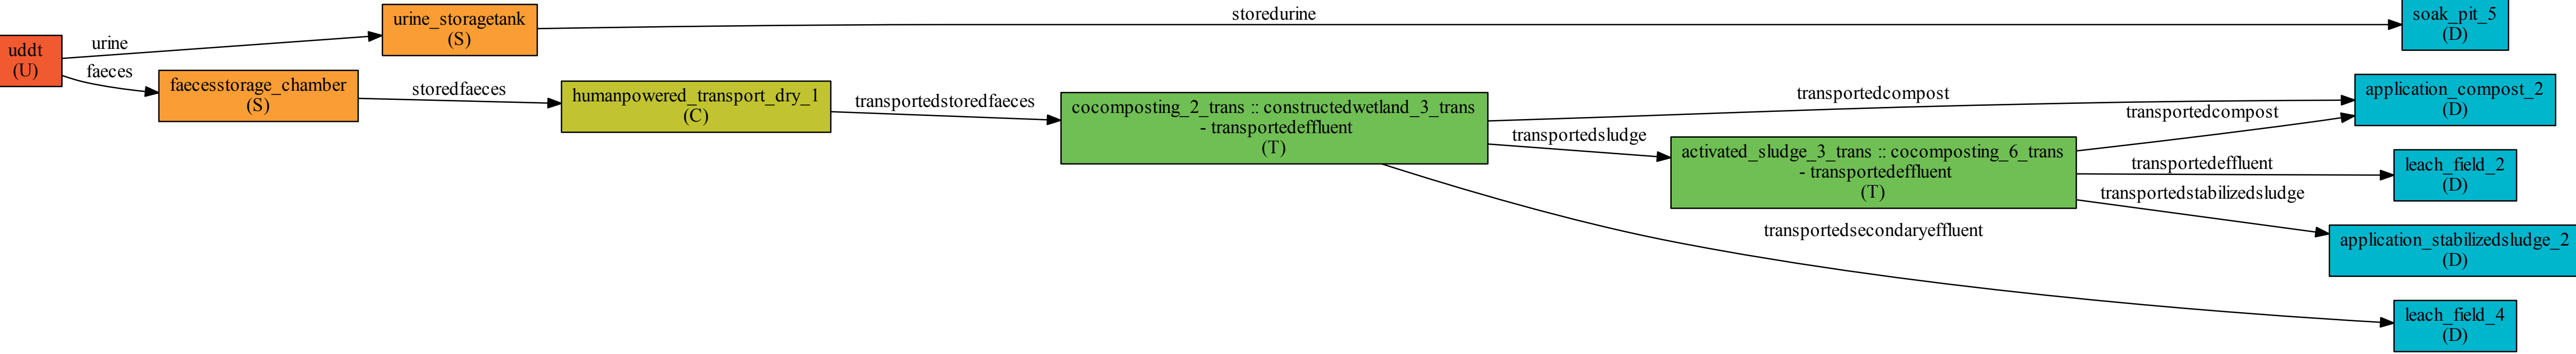 uddt
(U)
urine
faeces
urine_storagetank
(S)
faecesstorage_chamber
(S)
storedurine
storedfaeces
humanpowered_transport_dry_1
(C)
transportedstoredfaeces
cocomposting_2_trans :: constructedwetland_3_trans
- transportedeffluent
(T)
transportedcompost
transportedsludge
transportedsecondaryeffluent
activated_sludge_3_trans :: cocomposting_6_trans
- transportedeffluent
(T)
transportedcompost
transportedeffluent
transportedstabilizedsludge
soak_pit_5
(D)
application_compost_2
(D)
leach_field_2
(D)
application_stabilizedsludge_2
(D)
leach_field_4
(D)